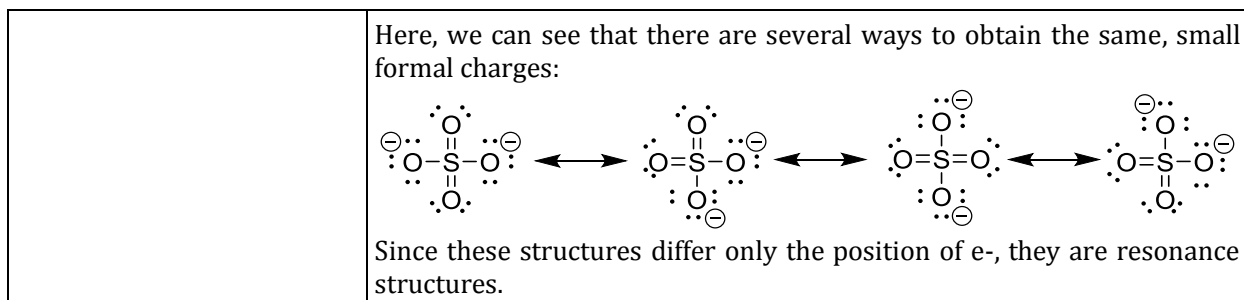 Here, we can see that there are several ways to obtain the same, small
formal charges:
O O O O
O S O O S O O S O O S O
O O O O
Since these structures differ only the position of e-, they are resonance
structures.